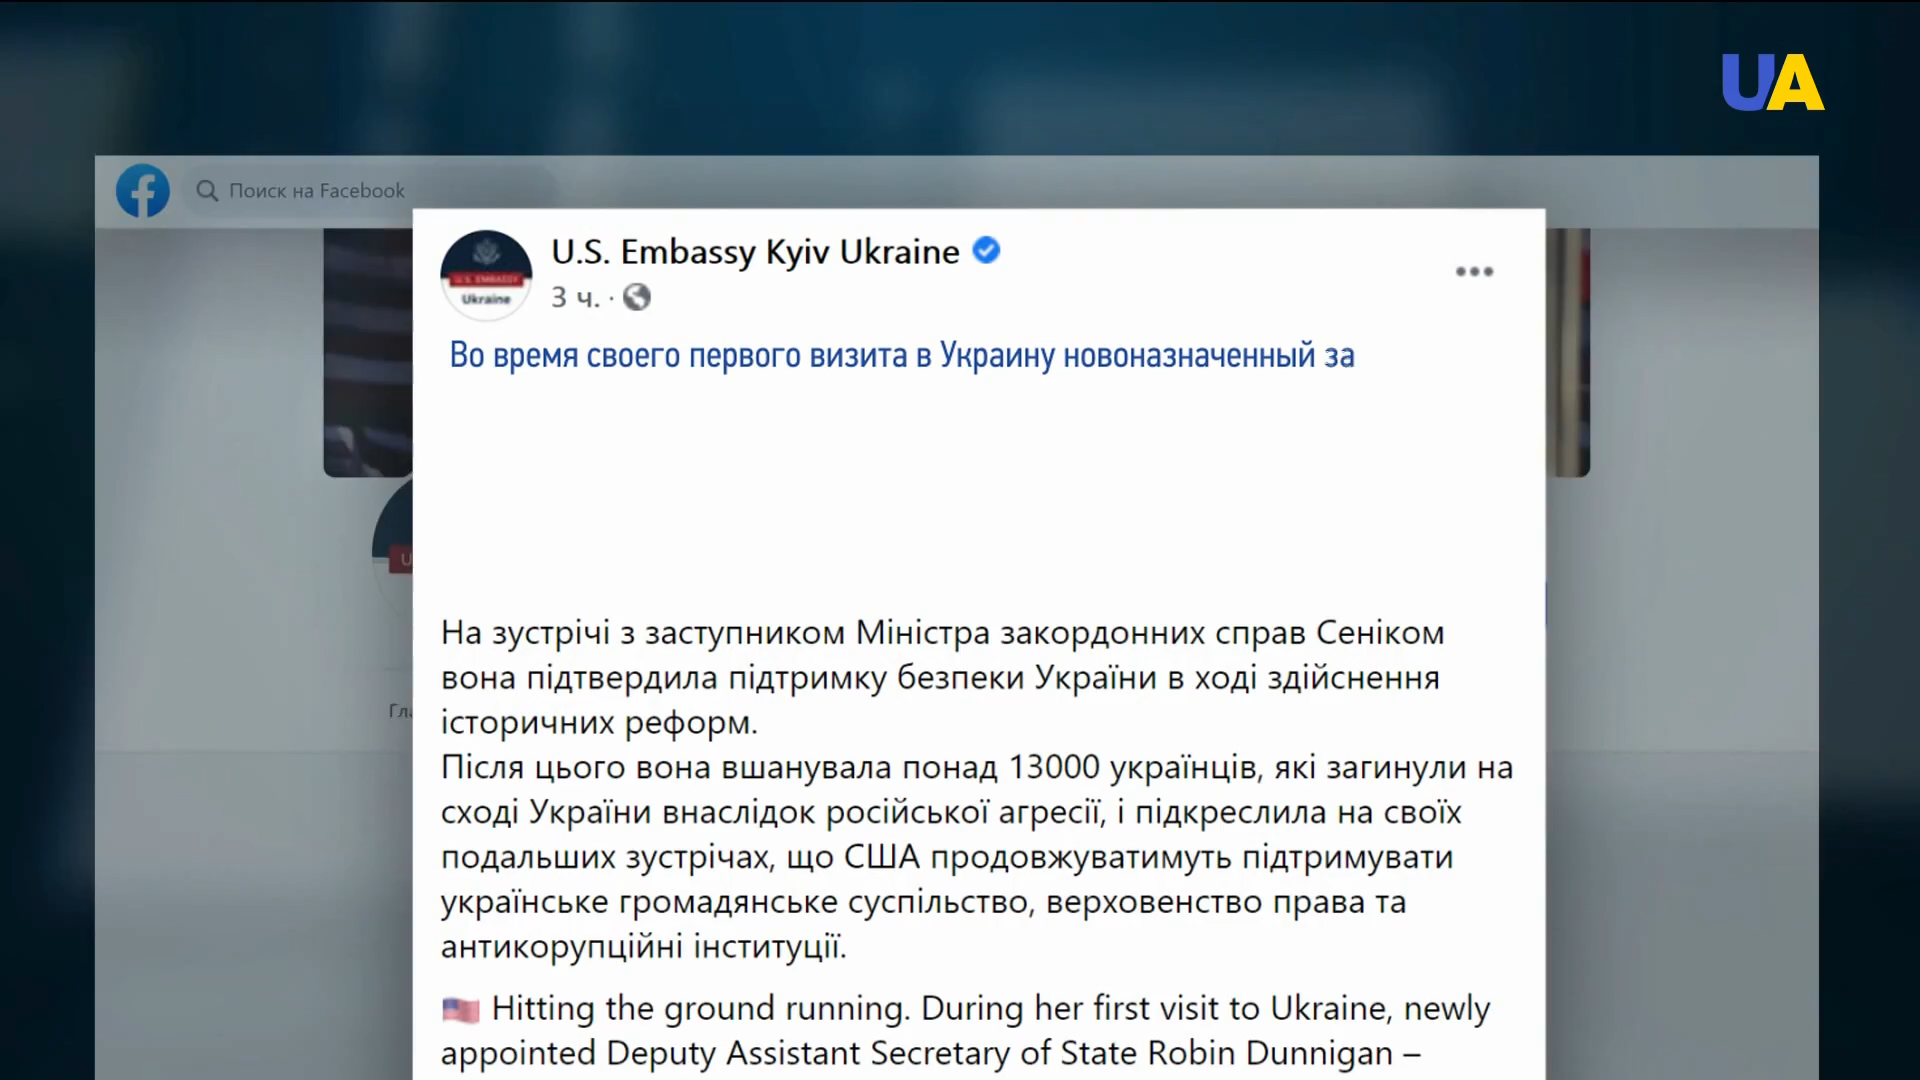 UA
Поиск на Facebook
U.S. Embassy Kyiv Ukraine
3 ч. ·
U.S. EMBASSY
Ukraine
Во время своего первого визита в Украину новоназначенный за
U
Гла
На зустрічі з заступником Міністра закордонних справ Сеніком
вона підтвердила підтримку безпеки України в ході здійснення
історичних реформ.
Після цього вона вшанувала понад 13000 українців, які загинули на
сході України внаслідок російської агресії, і підкреслила на своїх
подальших зустрічах, що США продовжуватимуть підтримувати
українське громадянське суспільство, верховенство права та
антикорупційні інституції.
🇺🇸 Hitting the ground running. During her first visit to Ukraine, newly
appointed Deputy Assistant Secretary of State Robin Dunnigan –